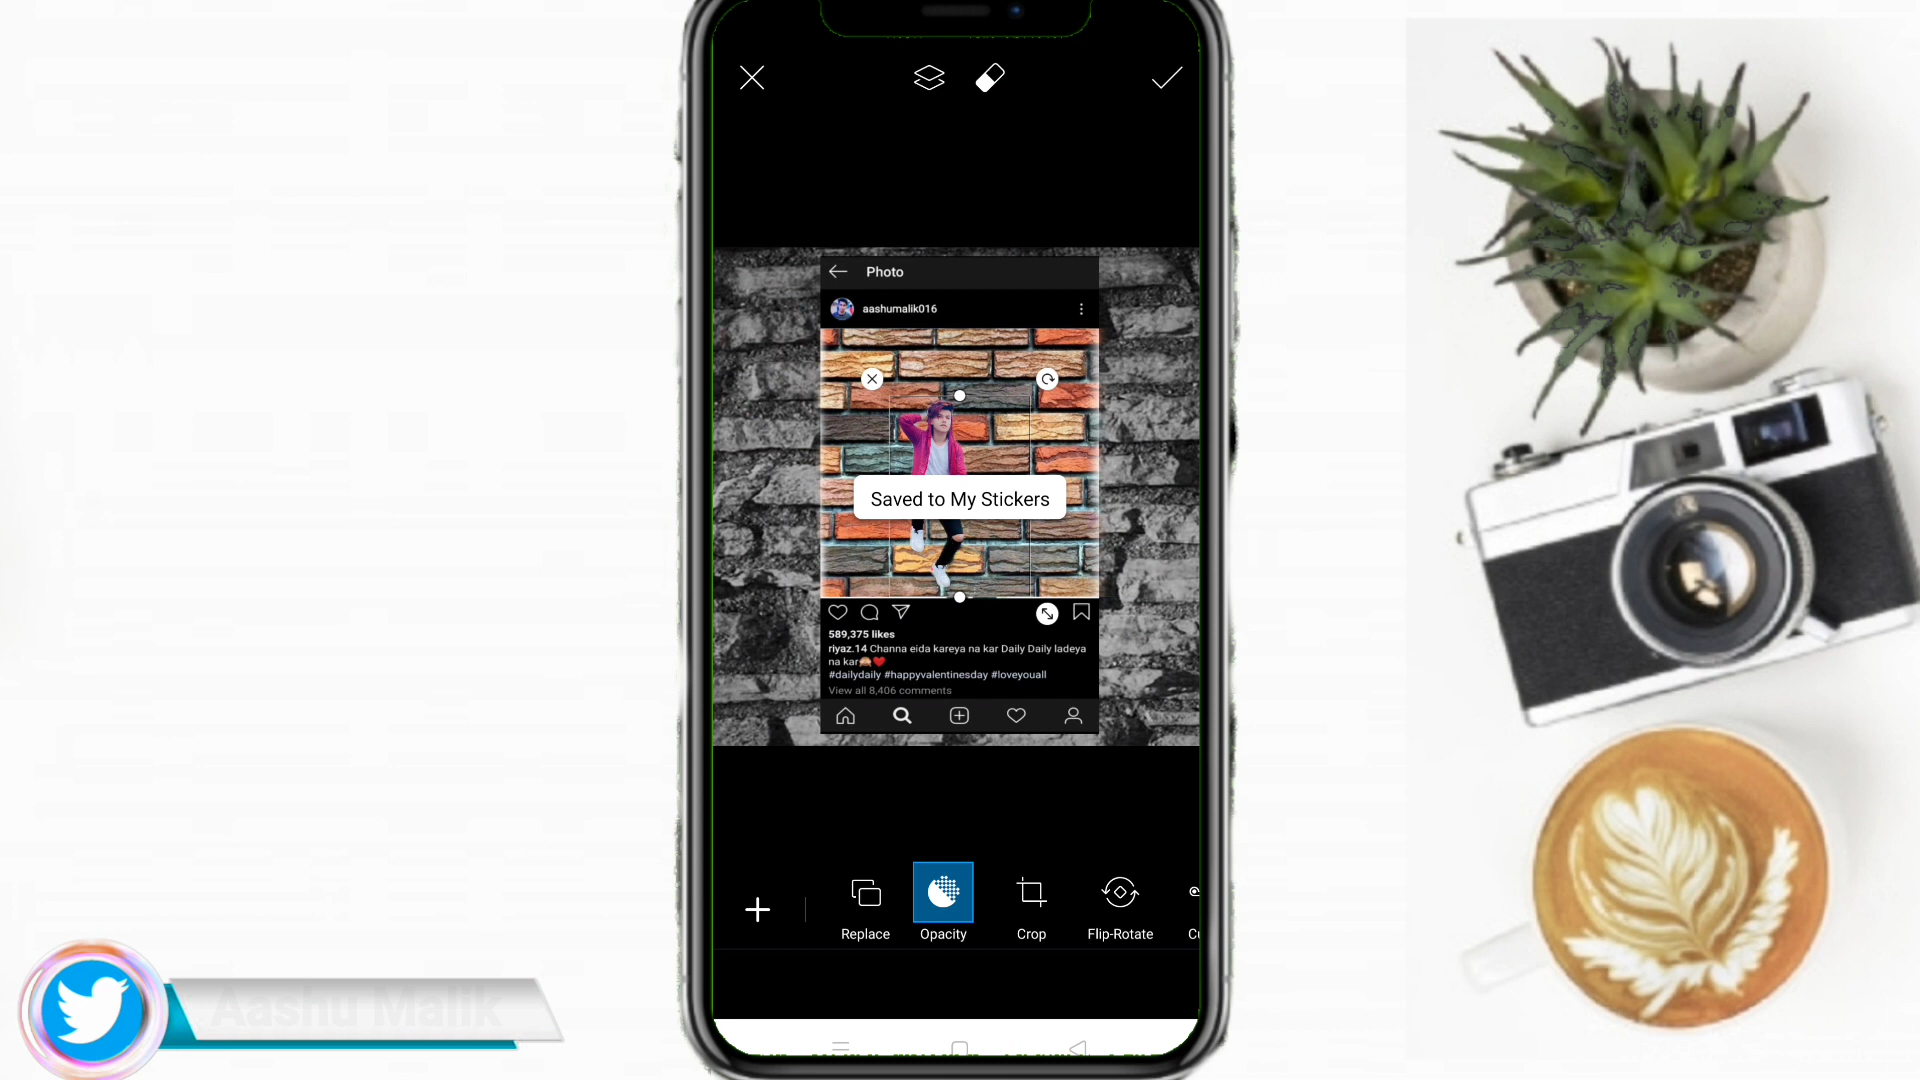 Photo
aashumalik016
Saved to My Stickers
589,375 likes
riyaz.14 Channa eida kareya na kar Daily Daily ladeya
na kar🙈❤️
#dailydaily #happyvalentinesday #loveyouall
View all 8,406 comments
Replace
Opacity
Crop
Flip-Rotate
Cu
Aashu Malik